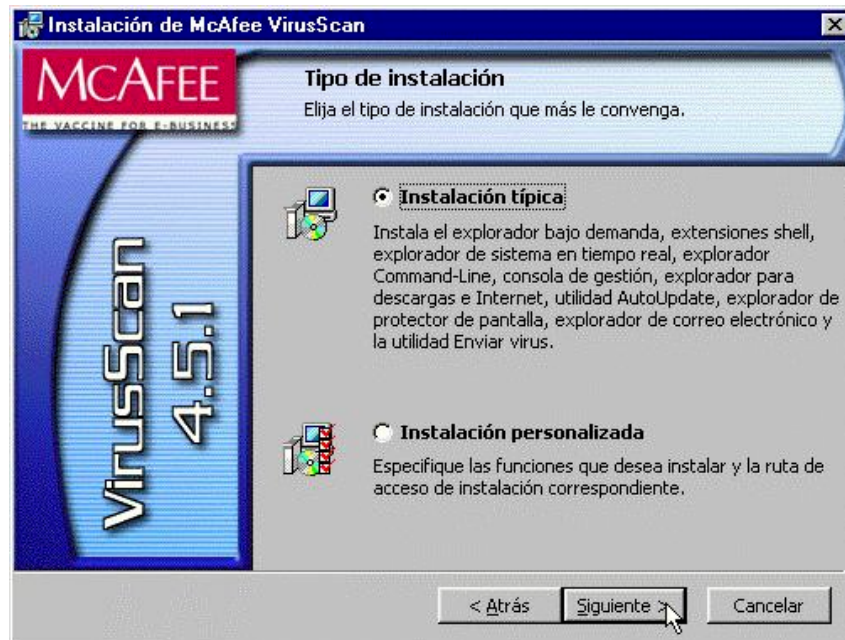 Instalación de McAfee VirusScan
McAFEE
THE VACCINE FOR E-BUSINESS
Tipo de instalación
Elija el tipo de instalación que más le convenga.
VirusScan
4.5.1
Instalación típica
Instala el explorador bajo demanda, extensiones shell,
explorador de sistema en tiempo real, explorador
Command-Line, consola de gestión, explorador para
descargas e Internet, utilidad AutoUpdate, explorador de
protector de pantalla, explorador de correo electrónico y
la utilidad Enviar virus.
Instalación personalizada
Especifique las funciones que desea instalar y la ruta de
acceso de instalación correspondiente.
< Atrás
Siguiente >
Cancelar